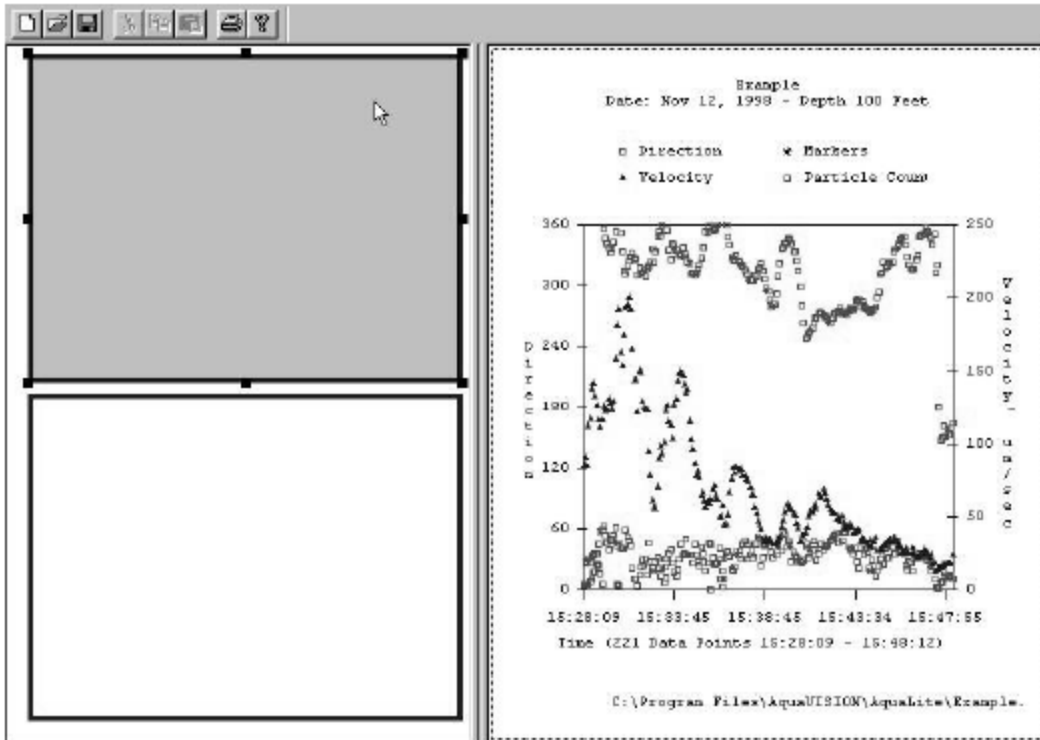 Example
Date: Nov 12, 1998 - Depth 100 Feet
Direction
Markers
Velocity
Particle Coun
360
300
240
180
120
60
0
Direction
250
200
150
100
50
0
Velocity, um/sec
15:28:09 15:33:45 15:38:45 15:43:34 15:47:55
Time (221 Data Points 15:28:09 - 15:48:12)
C:\Program Files\AquaVISION\AquaLite\Example.